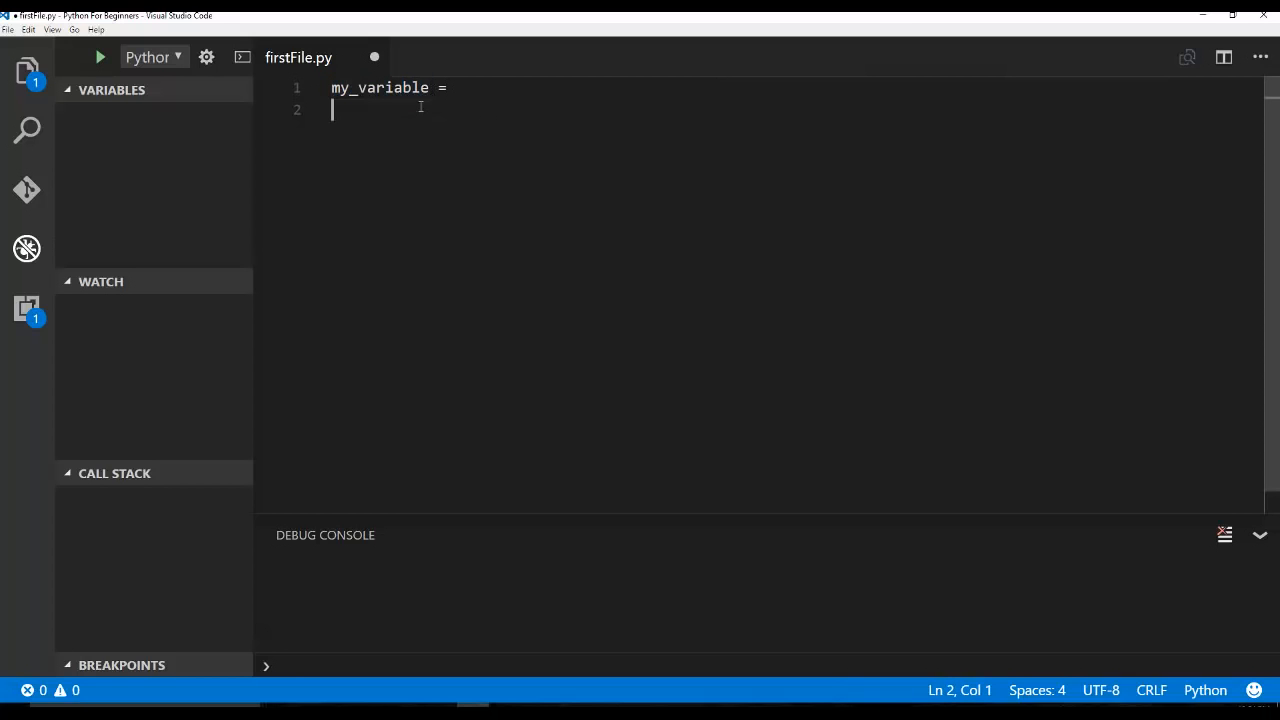 ● firstFile.py - Python For Beginners - Visual Studio Code
File Edit View Go Help
Python
firstFile.py
1
VARIABLES
1 my_variable =
2
WATCH
1
CALL STACK
DEBUG CONSOLE
BREAKPOINTS
0 0
Ln 2, Col 1 Spaces: 4 UTF-8 CRLF Python